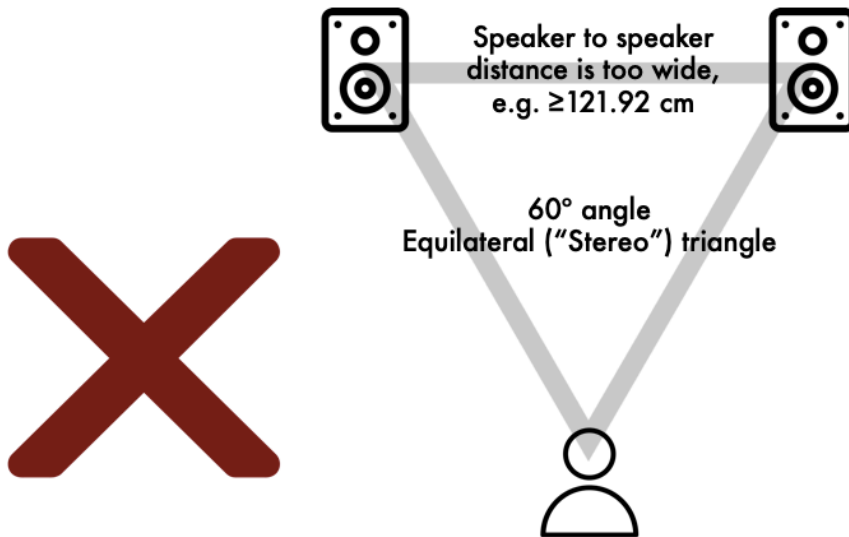 Speaker to speaker
distance is too wide,
e.g. ≥121.92 cm
60° angle
Equilateral (“Stereo”) triangle